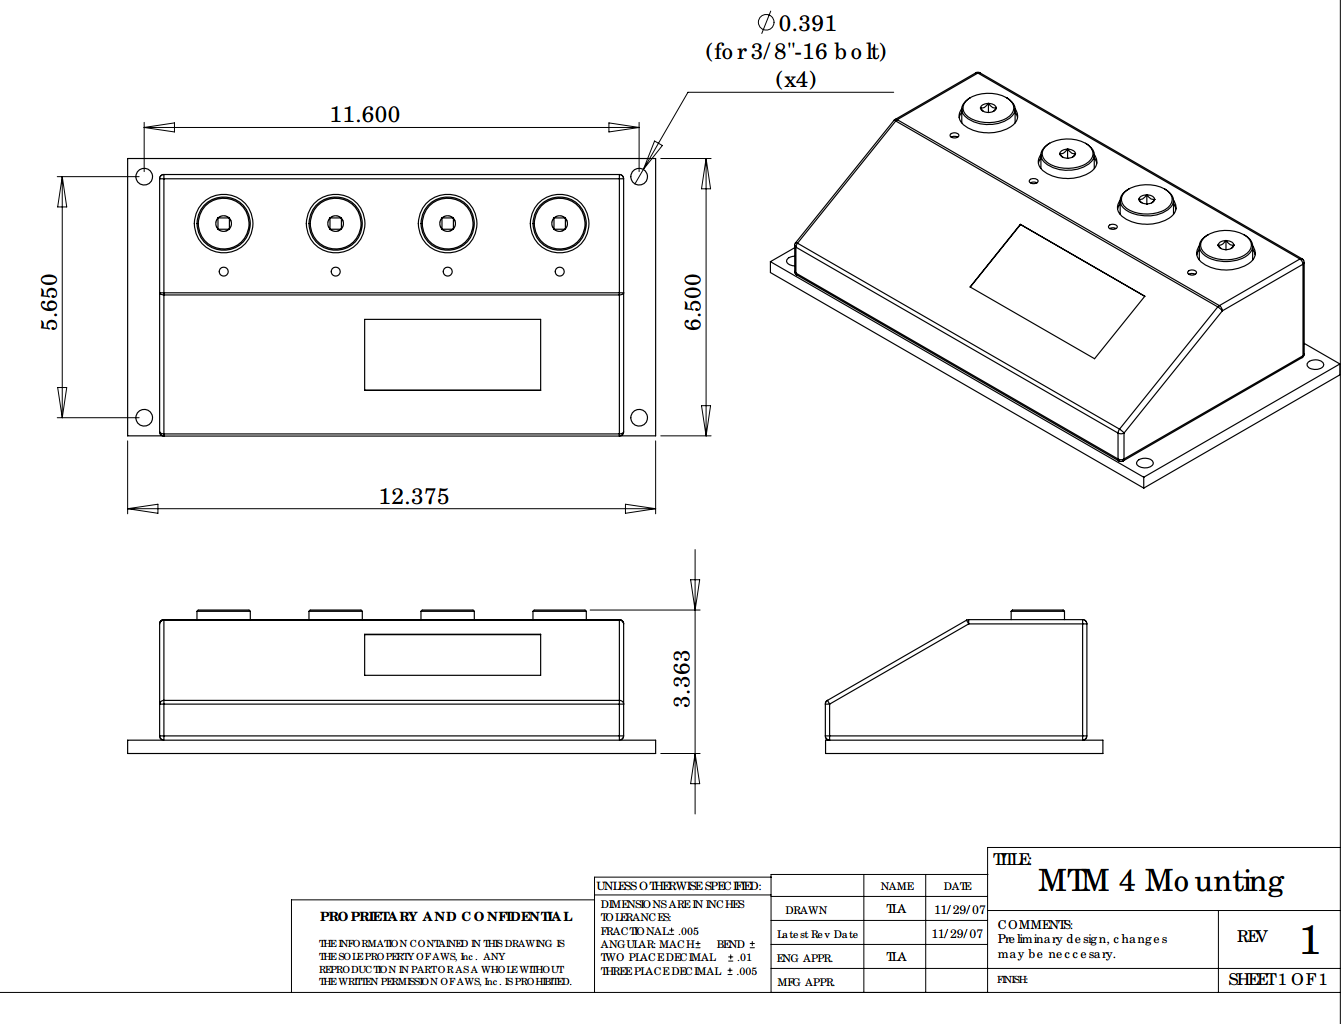 Ø0.391
(for 3/8"-16 bolt)
(x4)
11.600
5.650
6.500
12.375
3.363
PROPRIETARY AND CONFIDENTIAL
THE INFORMATION CONTAINED IN THIS DRAWING IS
THE SOLE PROPERTY OF AWS, Inc. ANY
REPRODUCTION IN PART OR AS A WHOLE WITHOUT
THE WRITTEN PERMISSION OF AWS, Inc. IS PROHIBITED.
UNLESS OTHERWISE SPECIFIED:
DIMENSIONS ARE IN INCHES
TOLERANCES:
FRACTIONAL± .005
ANGULAR: MACH± BEND ±
TWO PLACE DECIMAL ± .01
THREE PLACE DECIMAL ± .005
NAME DATE
DRAWN TLA 11/29/07
Latest Rev Date 11/29/07
ENG APPR. TLA
MFG APPR.
TITLE:
MTM 4 Mounting
COMMENTS:
Preliminary design, changes
may be neccesary.
REV 1
FINISH:
SHEET 1 OF 1